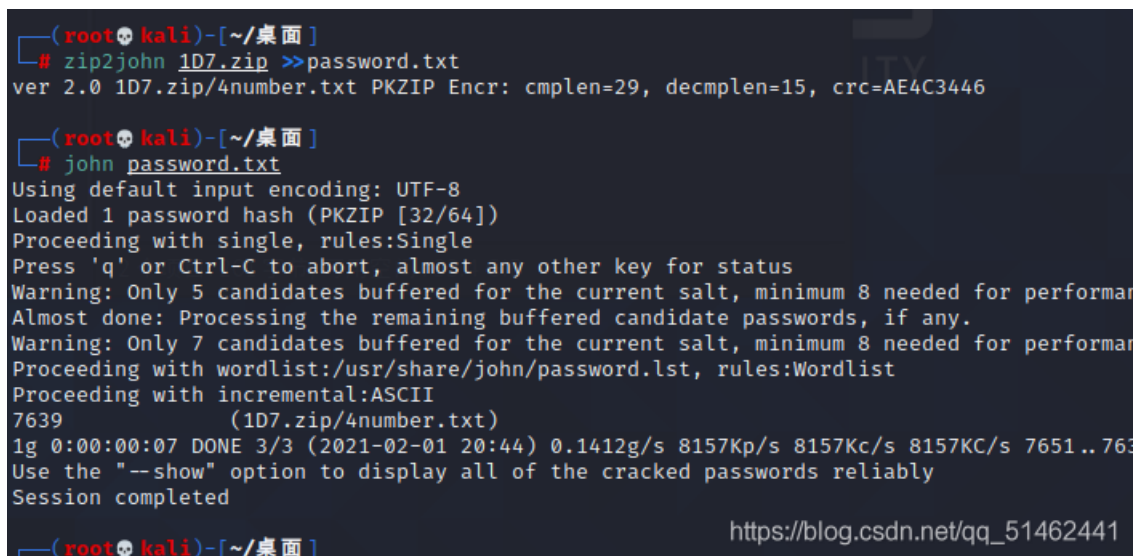 (root💀kali)-[~/桌面]
# zip2john 1D7.zip >>password.txt
ver 2.0 1D7.zip/4number.txt PKZIP Encr: cmplen=29, decmplen=15, crc=AE4C3446
(root💀kali)-[~/桌面]
# john password.txt
Using default input encoding: UTF-8
Loaded 1 password hash (PKZIP [32/64])
Proceeding with single, rules:Single
Press 'q' or Ctrl-C to abort, almost any other key for status
Warning: Only 5 candidates buffered for the current salt, minimum 8 needed for performan
Almost done: Processing the remaining buffered candidate passwords, if any.
Warning: Only 7 candidates buffered for the current salt, minimum 8 needed for performan
Proceeding with wordlist:/usr/share/john/password.lst, rules:Wordlist
Proceeding with incremental:ASCII
7639 (1D7.zip/4number.txt)
1g 0:00:00:07 DONE 3/3 (2021-02-01 20:44) 0.1412g/s 8157Kp/s 8157Kc/s 8157KC/s 7651..763
Use the "--show" option to display all of the cracked passwords reliably
Session completed
https://blog.csdn.net/qq_51462441
(root💀kali)-[~/桌面]